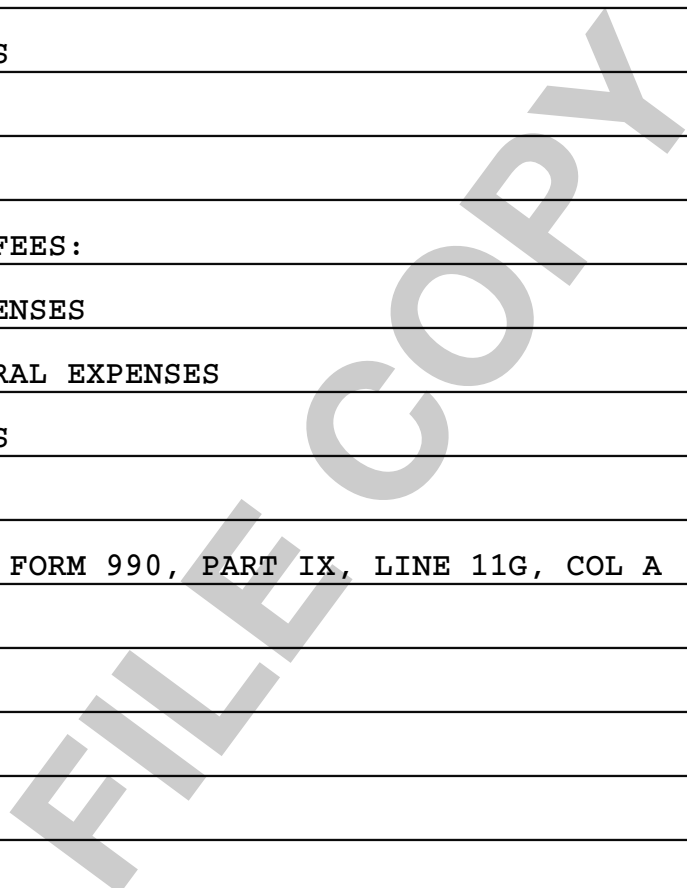 S
FEES:
ENSES
RAL EXPENSES
S
FORM 990, PART IX, LINE 11G, COL A
FILE COPY